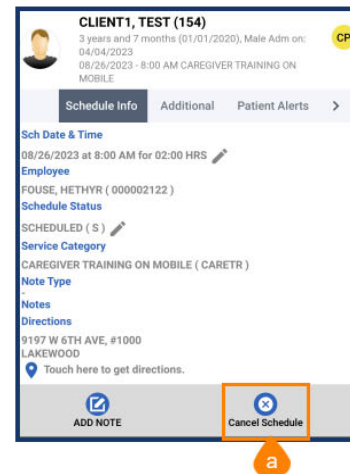 CLIENT1, TEST (154)
3 years and 7 months (01/01/2020), Male Adm on:
04/04/2023
08/26/2023 - 8:00 AM CAREGIVER TRAINING ON
MOBILE
CP
Schedule Info Additional Patient Alerts >
Sch Date & Time
08/26/2023 at 8:00 AM for 02:00 HRS
Employee
FOUSE, HETHYR ( 000002122 )
Schedule Status
SCHEDULED ( S )
Service Category
CAREGIVER TRAINING ON MOBILE ( CARETR )
Note Type
-
Notes
Directions
9197 W 6TH AVE, #1000
LAKEWOOD
Touch here to get directions.
ADD NOTE Cancel Schedule
a